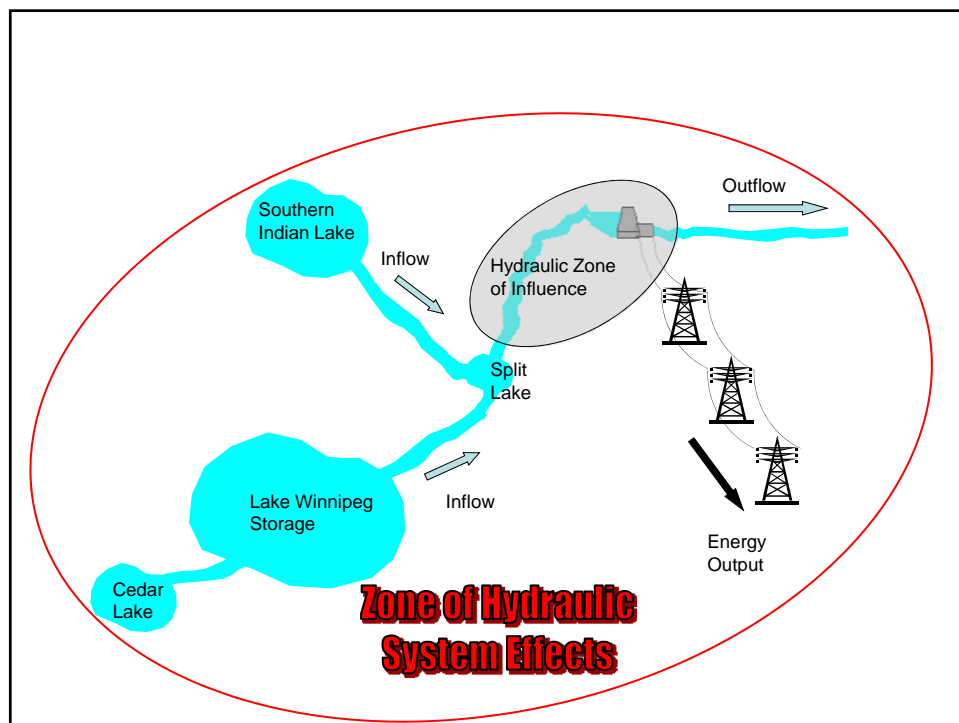 Southern
Indian Lake
Inflow
Outflow
Hydraulic Zone
of Influence
Split
Lake
Lake Winnipeg
Storage
Inflow
Energy
Output
Cedar
Lake
Zone of Hydraulic
System Effects